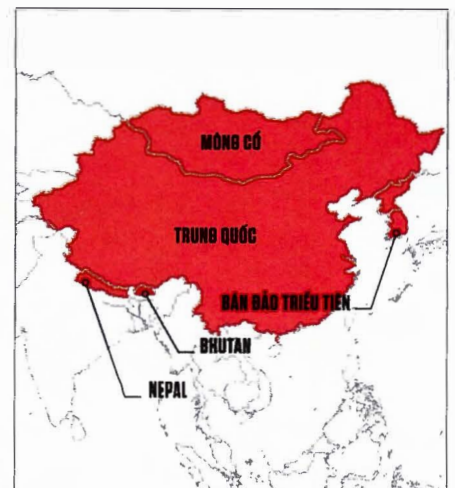 MÔNG CỔ
TRUNG QUỐC
BÁN ĐẢO TRIỀU TIÊN
BHUTAN
NEPAL